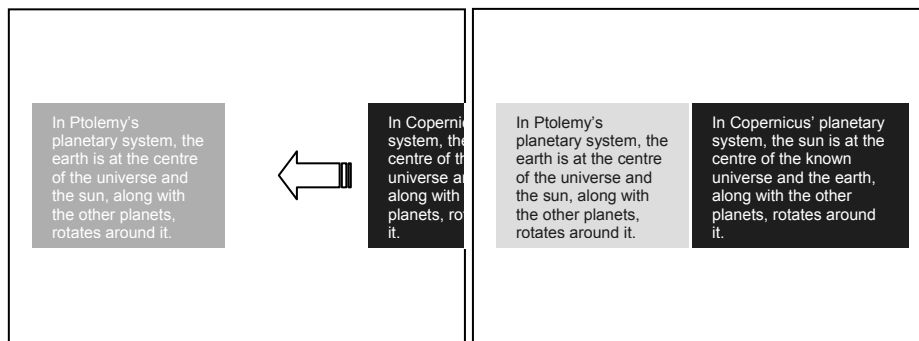 In Ptolemy's
planetary system, the
earth is at the centre
of the universe and
the sun, along with
the other planets,
rotates around it.
In Copernic
system, the
centre of th
universe a
along with
planets, ro
it.
In Ptolemy's
planetary system, the
earth is at the centre
of the universe and
the sun, along with
the other planets,
rotates around it.
In Copernicus' planetary
system, the sun is at the
centre of the known
universe and the earth,
along with the other
planets, rotates around
it.